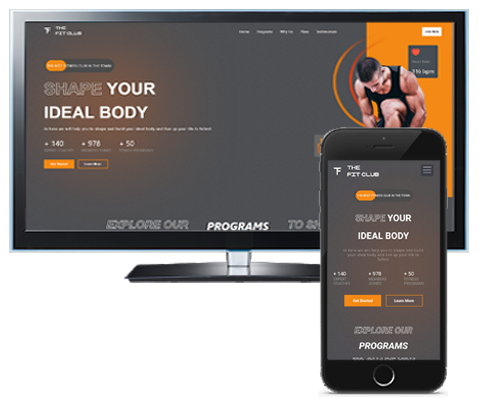 THE
FIT CLUB
Home Programs Why Us Plans Testimonials
Join Now
THE BEST FITNESS CLUB IN THE TOWN
SHAPE YOUR
IDEAL BODY
In here we will help you to shape and build your ideal body and live up your life to fullest
+ 140 + 978 + 50
EXPERT COACHES MEMBERS JOINED FITNESS PROGRAMS
Get Started Learn More
Heart Rate
116 bpm
EXPLORE OUR PROGRAMS TO SH
THE
FIT CLUB
THE BEST FITNESS CLUB IN THE TOWN
SHAPE YOUR
IDEAL BODY
In here we will help you to shape and build
your ideal body and live up your life to
fullest
+ 140 + 978 + 50
EXPERT MEMBERS FITNESS
COACHES JOINED PROGRAMS
Get Started Learn More
EXPLORE OUR
PROGRAMS